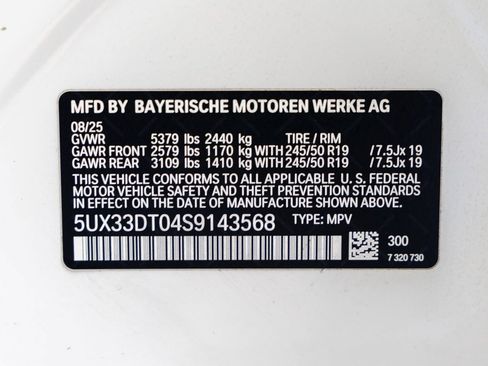 MFD BY BAYERISCHE MOTOREN WERKE AG
08/25
GVWR 5379 lbs 2440 kg TIRE / RIM
GAWR FRONT 2579 lbs 1170 kg WITH 245/50 R19 / 7.5Jx 19
GAWR REAR 3109 lbs 1410 kg WITH 245/50 R19 / 7.5Jx 19
THIS VEHICLE CONFORMS TO ALL APPLICABLE U. S. FEDERAL
MOTOR VEHICLE SAFETY AND THEFT PREVENTION STANDARDS
IN EFFECT ON THE DATE OF MANUFACTURE SHOWN ABOVE.
5UX33DT04S9143568 TYPE: MPV
300
7 320 730